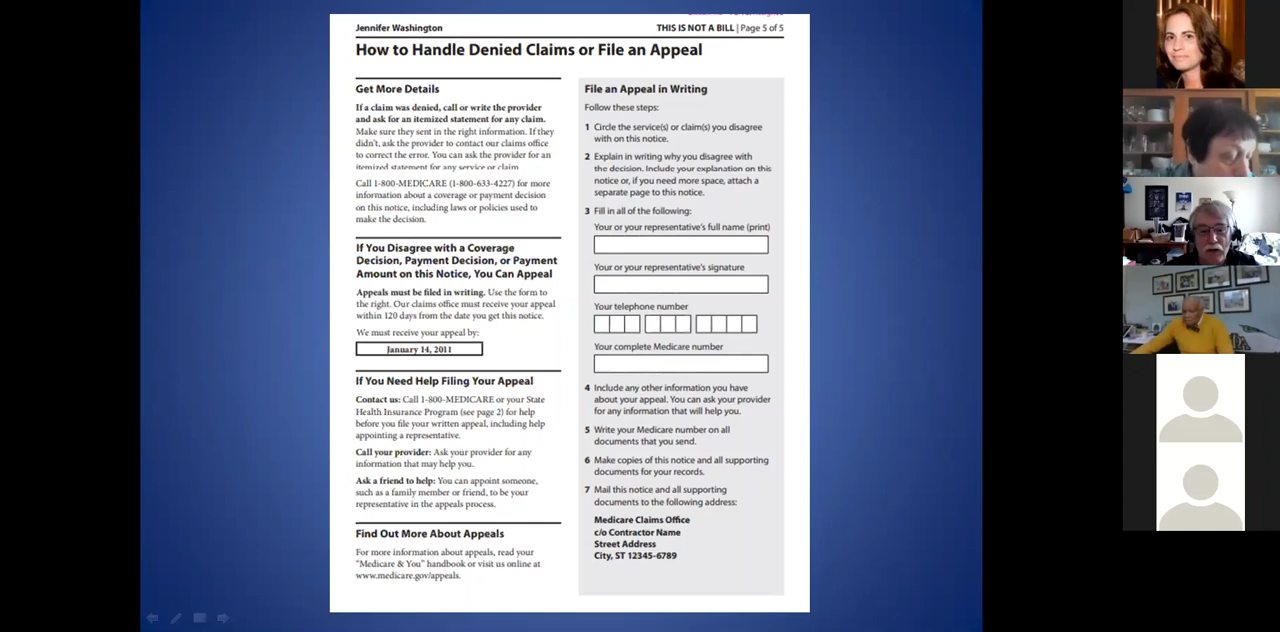 Jennifer Washington
THIS IS NOT A BILL | Page 5 of 5
How to Handle Denied Claims or File an Appeal
Get More Details
If a claim was denied, call or write the provider
and ask for an itemized statement for any claim.
Make sure they sent in the right information. If they
didn't, ask the provider to contact our claims office
to correct the error. You can ask the provider for an
itemized statement for any service or claim
Call 1-800-MEDICARE (1-800-633-4227) for more
information about a coverage or payment decision
on this notice, including laws or policies used to
make the decision.
If You Disagree with a Coverage
Decision, Payment Decision, or Payment
Amount on this Notice, You Can Appeal
Appeals must be filed in writing. Use the form to
the right. Our claims office must receive your appeal
within 120 days from the date you get this notice.
We must receive your appeal by:
January 14, 2011
If You Need Help Filing Your Appeal
Contact us: Call 1-800-MEDICARE or your State
Health Insurance Program (see page 2) for help
before you file your written appeal, including help
appointing a representative.
Call your provider: Ask your provider for any
information that may help you.
Ask a friend to help: You can appoint someone,
such as a family member or friend, to be your
representative in the appeals process.
Find Out More About Appeals
For more information about appeals, read your
"Medicare & You" handbook or visit us online at
www.medicare.gov/appeals.
File an Appeal in Writing
Follow these steps:
1 Circle the service(s) or claim(s) you disagree
with on this notice.
2 Explain in writing why you disagree with
the decision. Include your explanation on this
notice or, if you need more space, attach a
separate page to this notice.
3 Fill in all of the following:
Your or your representative's full name (print)
Your or your representative's signature
Your telephone number
Your complete Medicare number
4 Include any other information you have
about your appeal. You can ask your provider
for any information that will help you.
5 Write your Medicare number on all
documents that you send.
6 Make copies of this notice and all supporting
documents for your records.
7 Mail this notice and all supporting
documents to the following address:
Medicare Claims Office
c/o Contractor Name
Street Address
City, ST 12345-6789